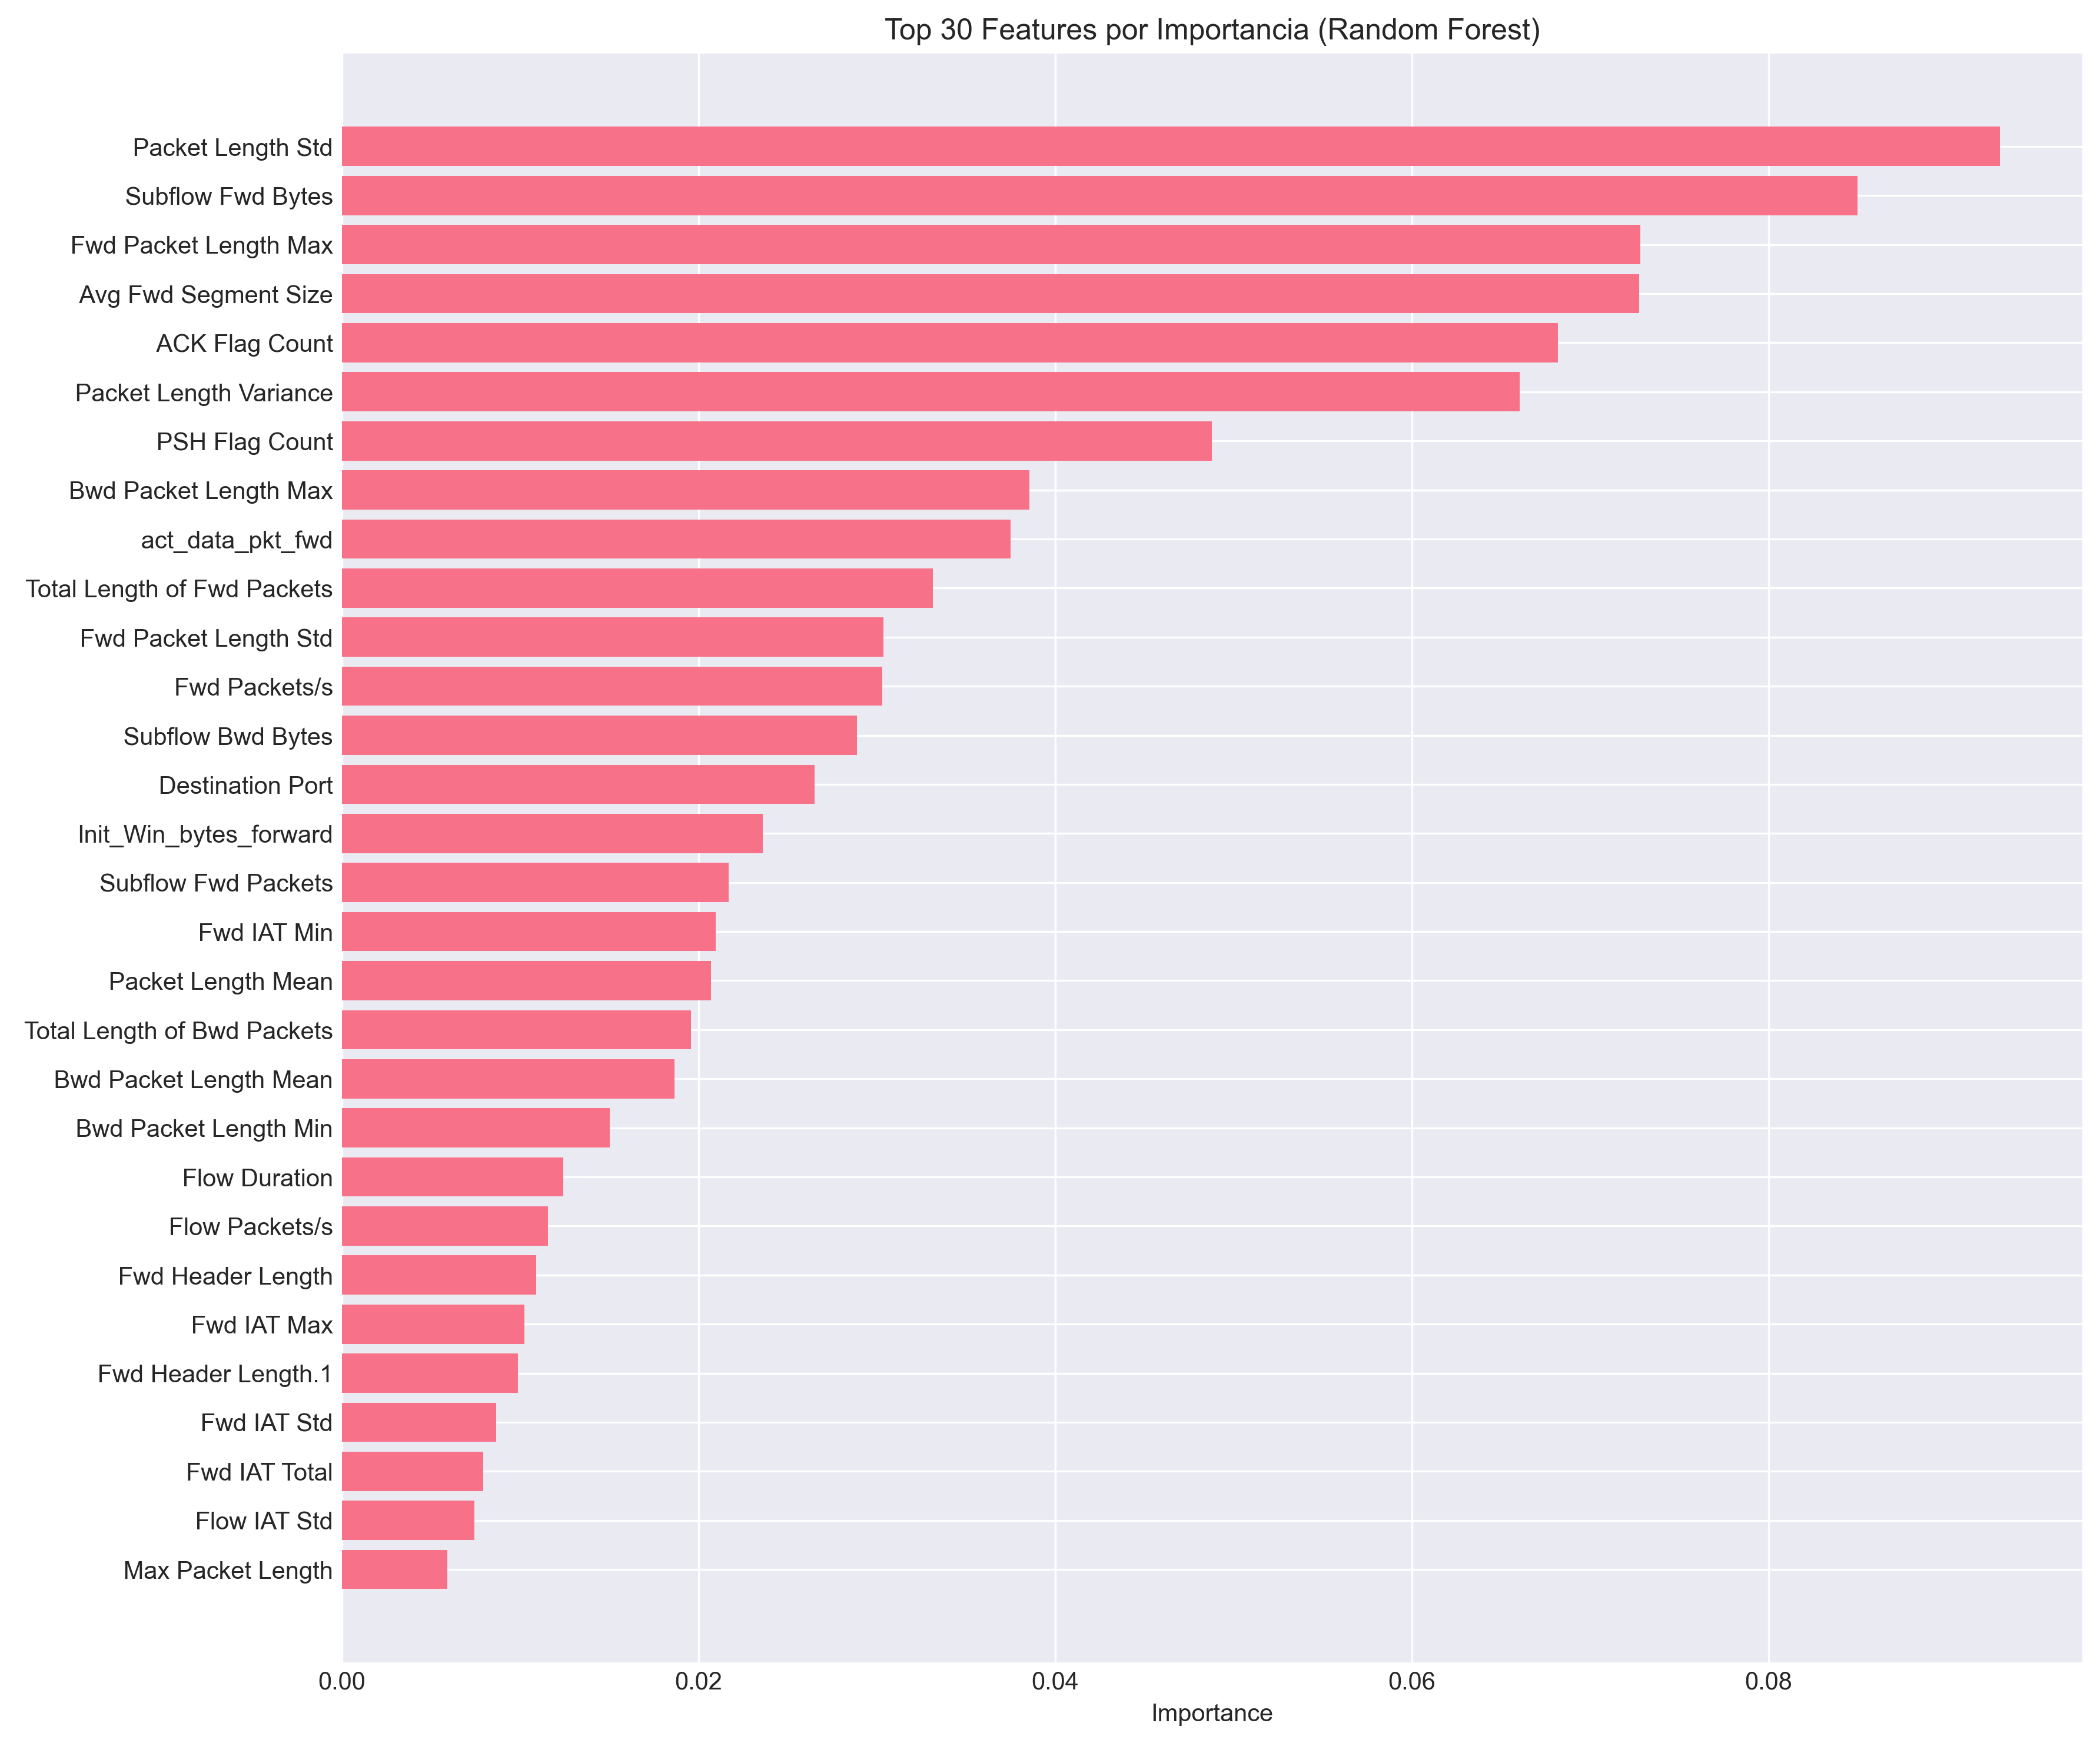 Top 30 Features por Importancia (Random Forest)
Packet Length Std
Subflow Fwd Bytes
Fwd Packet Length Max
Avg Fwd Segment Size
ACK Flag Count
Packet Length Variance
PSH Flag Count
Bwd Packet Length Max
act_data_pkt_fwd
Total Length of Fwd Packets
Fwd Packet Length Std
Fwd Packets/s
Subflow Bwd Bytes
Destination Port
Init_Win_bytes_forward
Subflow Fwd Packets
Fwd IAT Min
Packet Length Mean
Total Length of Bwd Packets
Bwd Packet Length Mean
Bwd Packet Length Min
Flow Duration
Flow Packets/s
Fwd Header Length
Fwd IAT Max
Fwd Header Length.1
Fwd IAT Std
Fwd IAT Total
Flow IAT Std
Max Packet Length
0.00 0.02 0.04 0.06 0.08
Importance